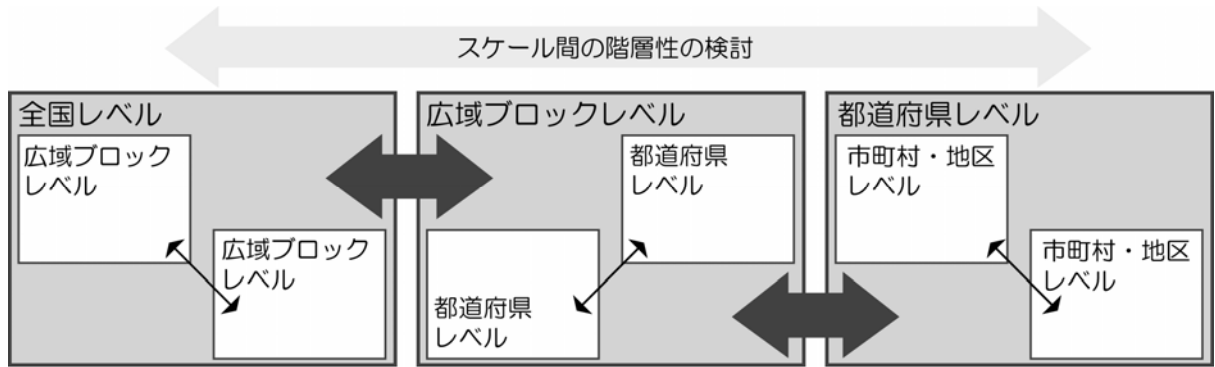 スケール間の階層性の検討
全国レベル
広域ブロック
レベル
広域ブロック
レベル
広域ブロックレベル
都道府県
レベル
都道府県
レベル
都道府県レベル
市町村・地区
レベル
市町村・地区
レベル